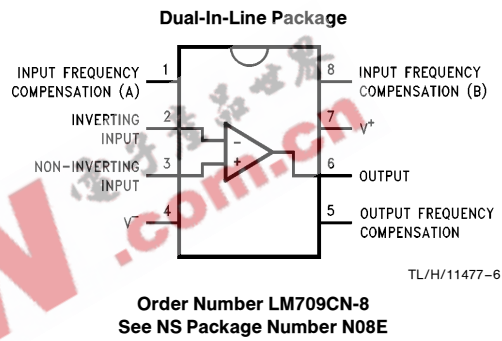 Dual-In-Line Package
INPUT FREQUENCY
COMPENSATION (A)
1
INVERTING
INPUT
2
NON-INVERTING
INPUT
3
V⁻
4
8
INPUT FREQUENCY
COMPENSATION (B)
7
V⁺
6
OUTPUT
5
OUTPUT FREQUENCY
COMPENSATION
−
+
TL/H/11477–6
Order Number LM709CN-8
See NS Package Number N08E
W.com.cn